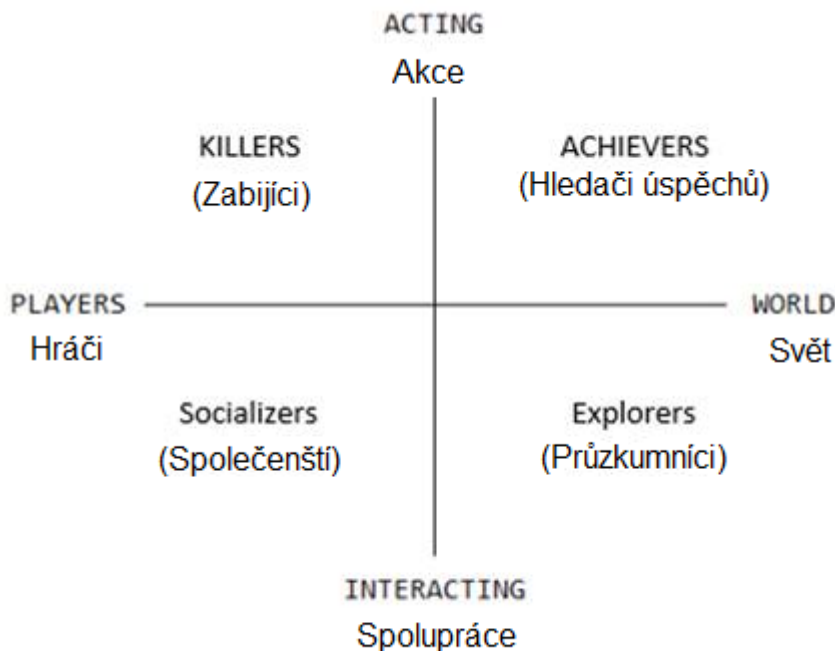 ACTING
Akce
KILLERS
(Zabijíci)
ACHIEVERS
(Hledači úspěchů)
PLAYERS
Hráči
WORLD
Svět
Socializers
(Společenští)
Explorers
(Průzkumníci)
INTERACTING
Spolupráce